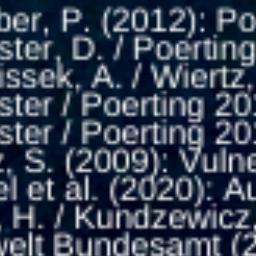 ber, P. (2012): Po
ster, D. / Poerting
issek, A. / Wiertz,
ster / Poerting 20
ster / Poerting 20
, S. (2009): Vulne
el et al. (2020): Au
, H. / Kundzewicz,
welt Bundesamt (2